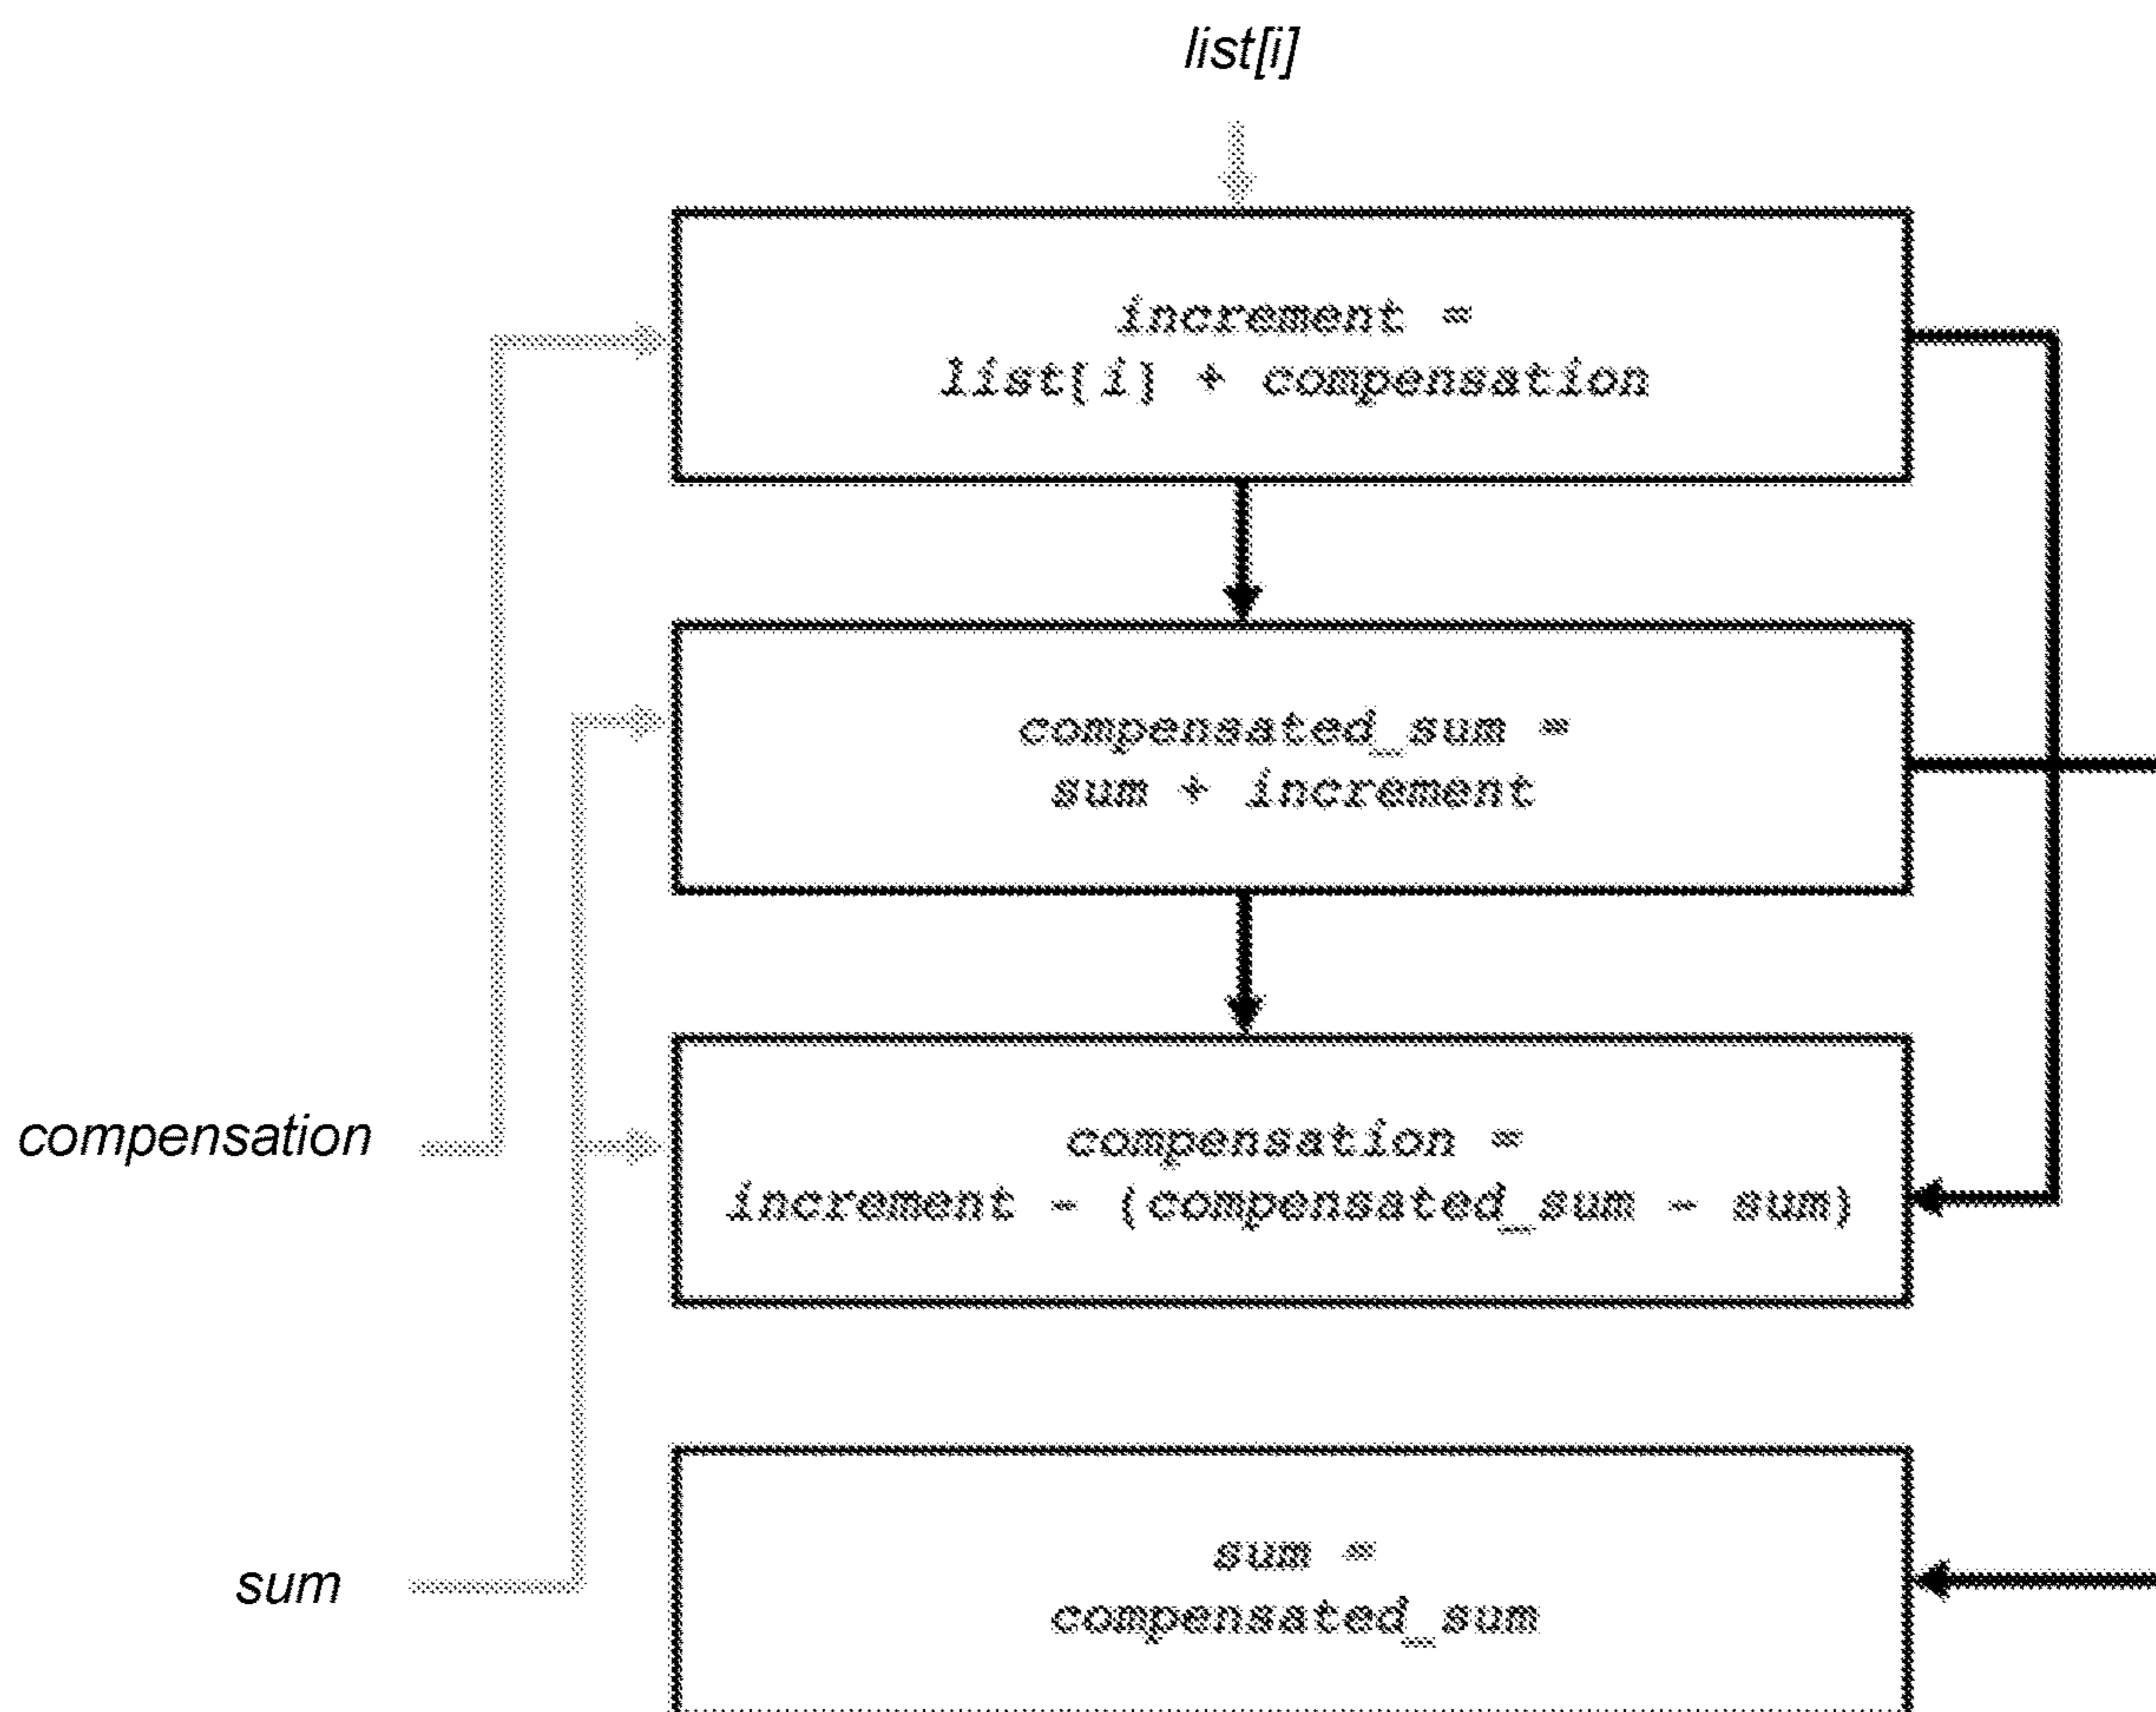 list[i]
increment =
list[i] + compensation
compensated_sum =
sum + increment
compensation
compensation =
increment - (compensated_sum - sum)
sum
sum =
compensated_sum